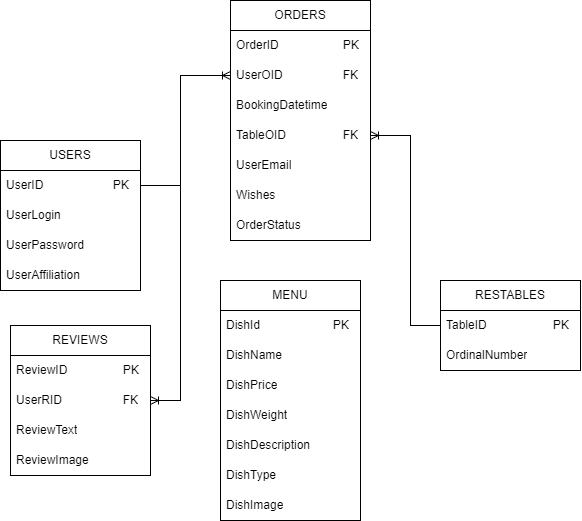 ORDERS
OrderID PK
UserOID FK
BookingDatetime
TableOID FK
UserEmail
Wishes
OrderStatus
USERS
UserID PK
UserLogin
UserPassword
UserAffiliation
MENU
DishId PK
DishName
DishPrice
DishWeight
DishDescription
DishType
DishImage
RESTABLES
TableID PK
OrdinalNumber
REVIEWS
ReviewID PK
UserRID FK
ReviewText
ReviewImage